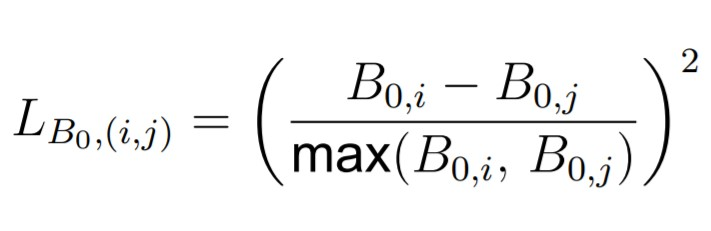 L_{B_0,(i,j)} = \left( \frac{B_{0,i} - B_{0,j}}{\max(B_{0,i},\ B_{0,j})} \right)^2